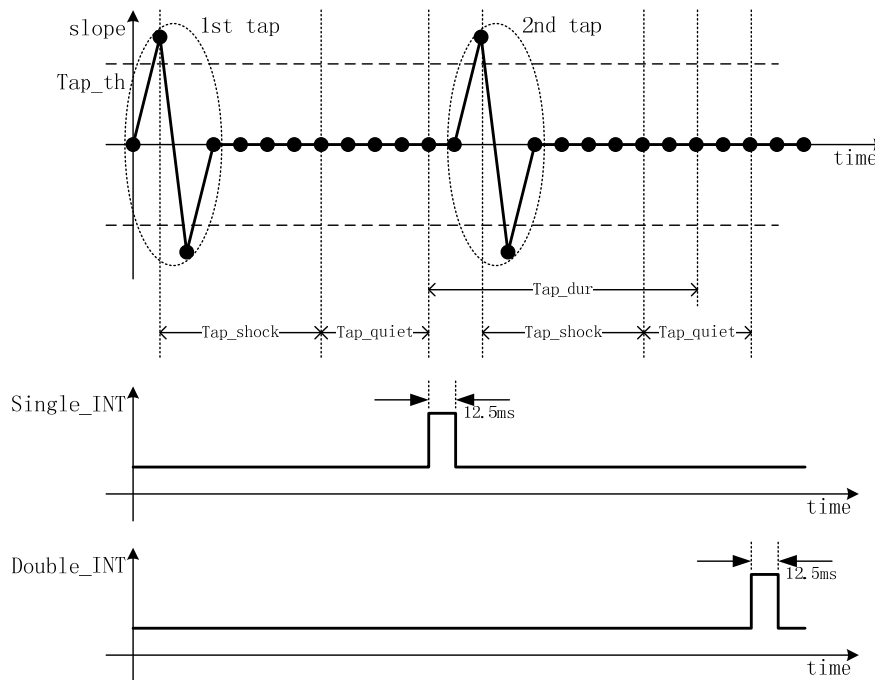 slope
1st tap
2nd tap
Tap_th
time
Tap_dur
Tap_shock
Tap_quiet
Tap_shock
Tap_quiet
Single_INT
12.5ms
time
Double_INT
12.5ms
time